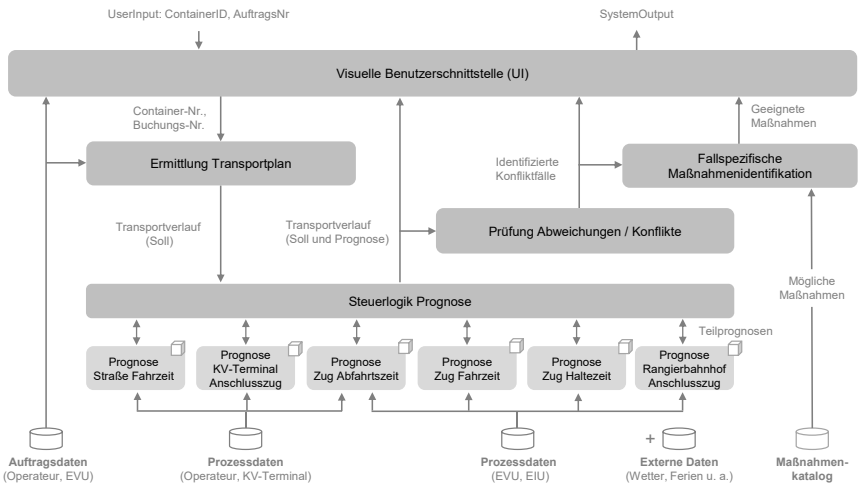 UserInput: ContainerID, AuftragsNr
SystemOutput
Visuelle Benutzerschnittstelle (UI)
Container-Nr.,
Buchungs-Nr.
Geeignete
Maßnahmen
Ermittlung Transportplan
Identifizierte
Konfliktfälle
Fallspezifische
Maßnahmenidentifikation
Transportverlauf
(Soll)
Transportverlauf
(Soll und Prognose)
Prüfung Abweichungen / Konflikte
Mögliche
Maßnahmen
Steuerlogik Prognose
Teilprognosen
Prognose
Straße Fahrzeit
Prognose
KV-Terminal
Anschlusszug
Prognose
Zug Abfahrtszeit
Prognose
Zug Fahrzeit
Prognose
Zug Haltezeit
Prognose
Rangierbahnhof
Anschlusszug
Auftragsdaten
(Operateur, EVU)
Prozessdaten
(Operateur, KV-Terminal)
Prozessdaten
(EVU, EIU)
+
Externe Daten
(Wetter, Ferien u. a.)
Maßnahmen-
katalog